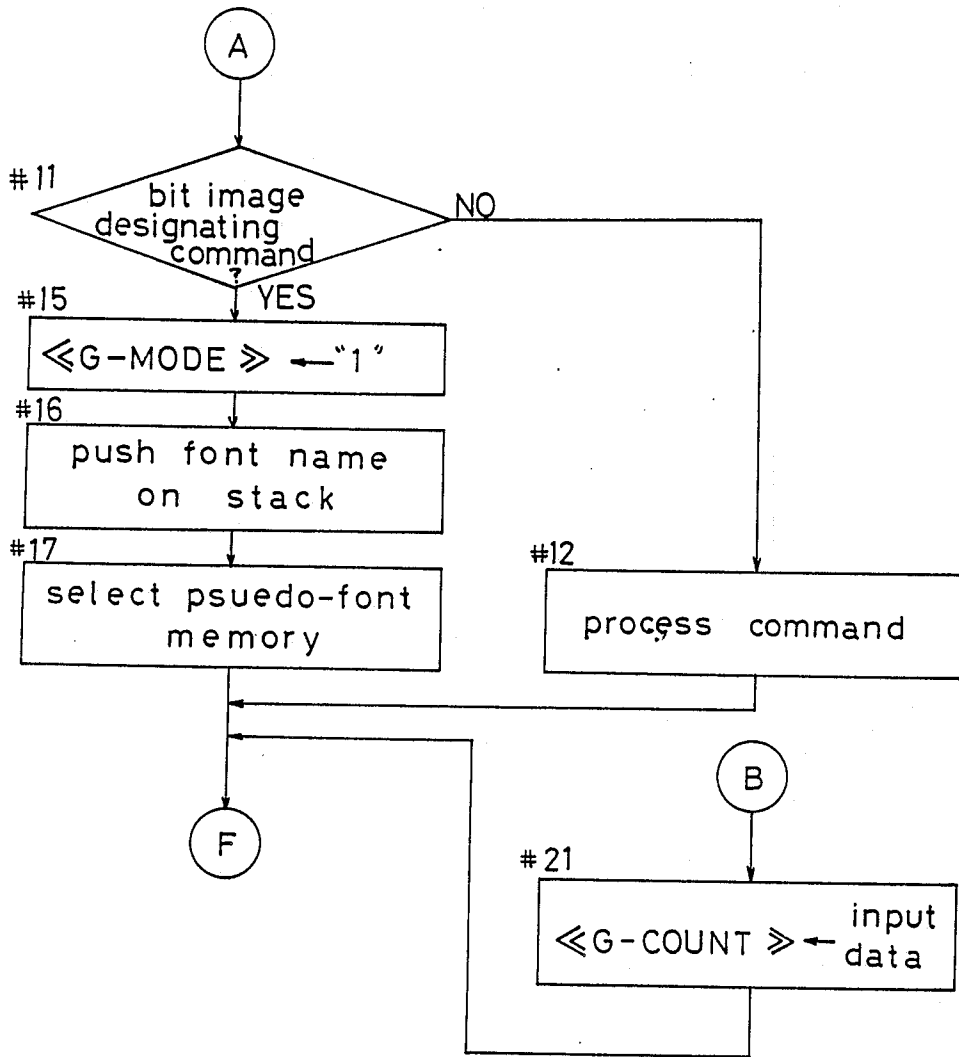 A
#11
bit image
designating
command
?
NO
YES
#15
≪G-MODE≫ ← "1"
#16
push font name
on stack
#17
select psuedo-font
memory
#12
process command
F
B
#21
≪G-COUNT≫ ← input
data